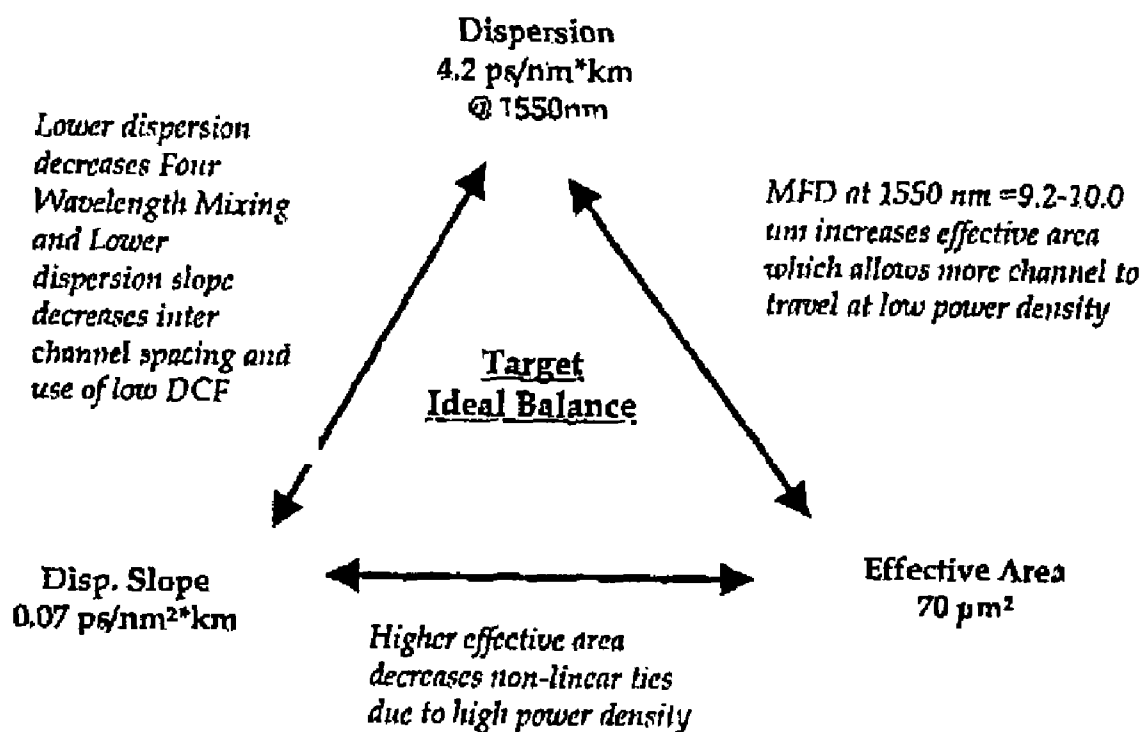 Dispersion
4.2 ps/nm*km
@ 1550nm
Lower dispersion
decreases Four
Wavelength Mixing
and Lower
dispersion slope
decreases inter
channel spacing and
use of low DCF
MFD at 1550 nm =9.2-10.0
um increases effective area
which allows more channel to
travel at low power density
Target
Ideal Balance
Disp. Slope
0.07 ps/nm²*km
Effective Area
70 µm²
Higher effective area
decreases non-linear ties
due to high power density